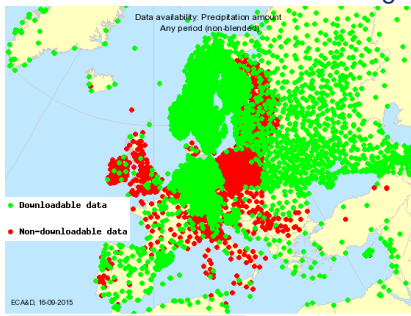 Data availability: Precipitation amount
Any period (non-blended)
Downloadable data
Non-downloadable data
ECA&D, 16-09-2015